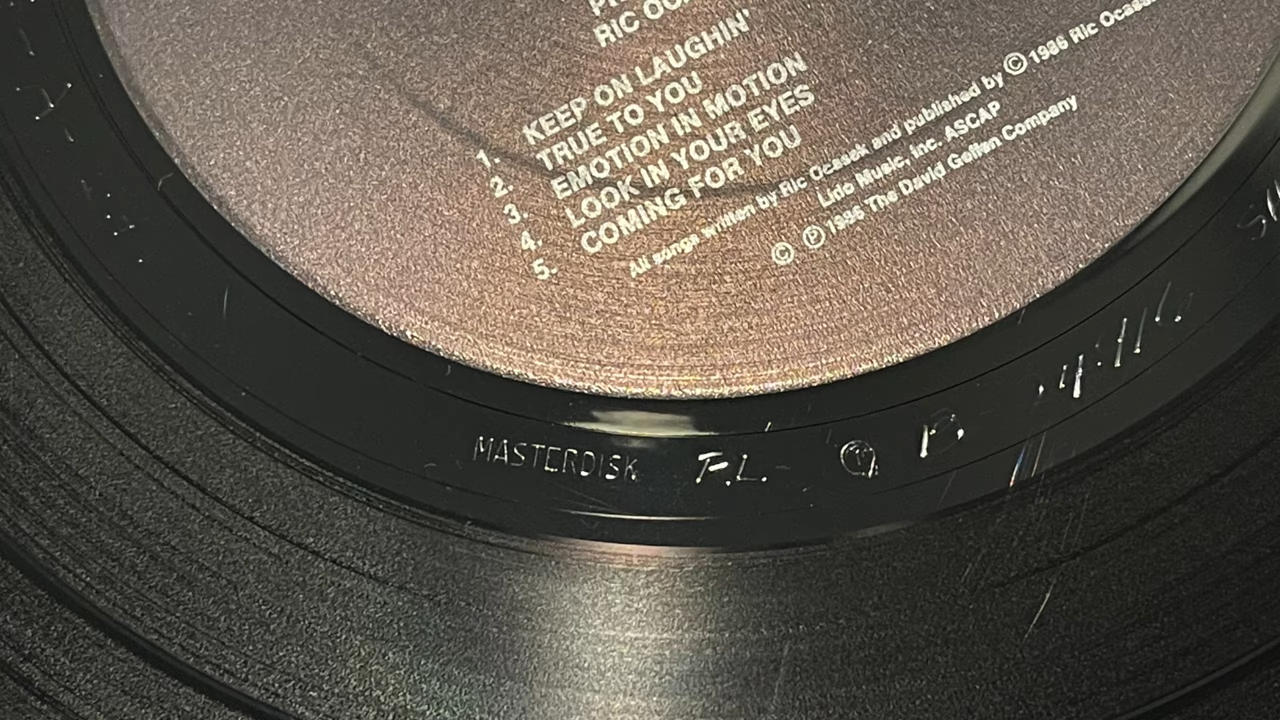 RIC
1. KEEP ON LAUGHIN'
2. TRUE TO YOU
3. EMOTION IN MOTION
4. LOOK IN YOUR EYES
5. COMING FOR YOU
All songs written by Ric Ocasek and published by © 1986 Ric Ocasek
Lido Music, Inc. ASCAP
© ℗ 1986 The David Geffen Company
MASTERDISK T.L.